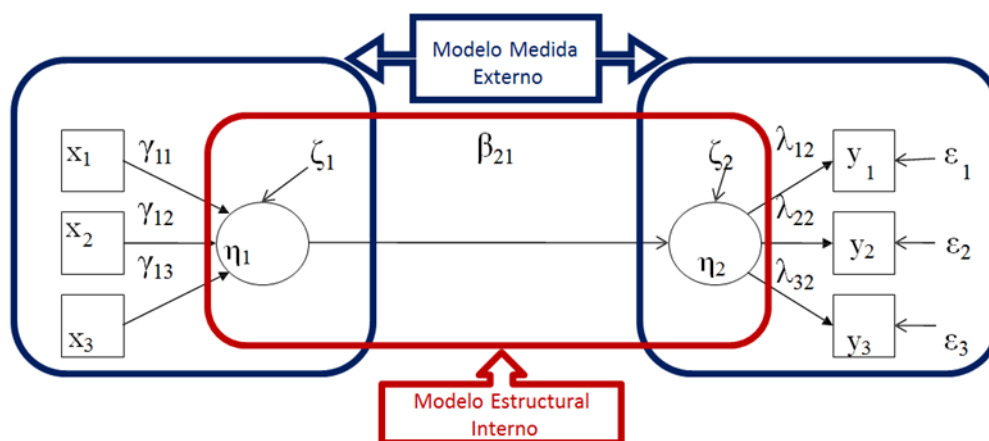 Modelo Medida
Externo
x₁
γ₁₁
ζ₁
β₂₁
ζ₂
λ₁₂
y₁
ε₁
x₂
γ₁₂
η₁
η₂
λ₂₂
y₂
ε₂
x₃
γ₁₃
λ₃₂
y₃
ε₃
Modelo Estructural
Interno